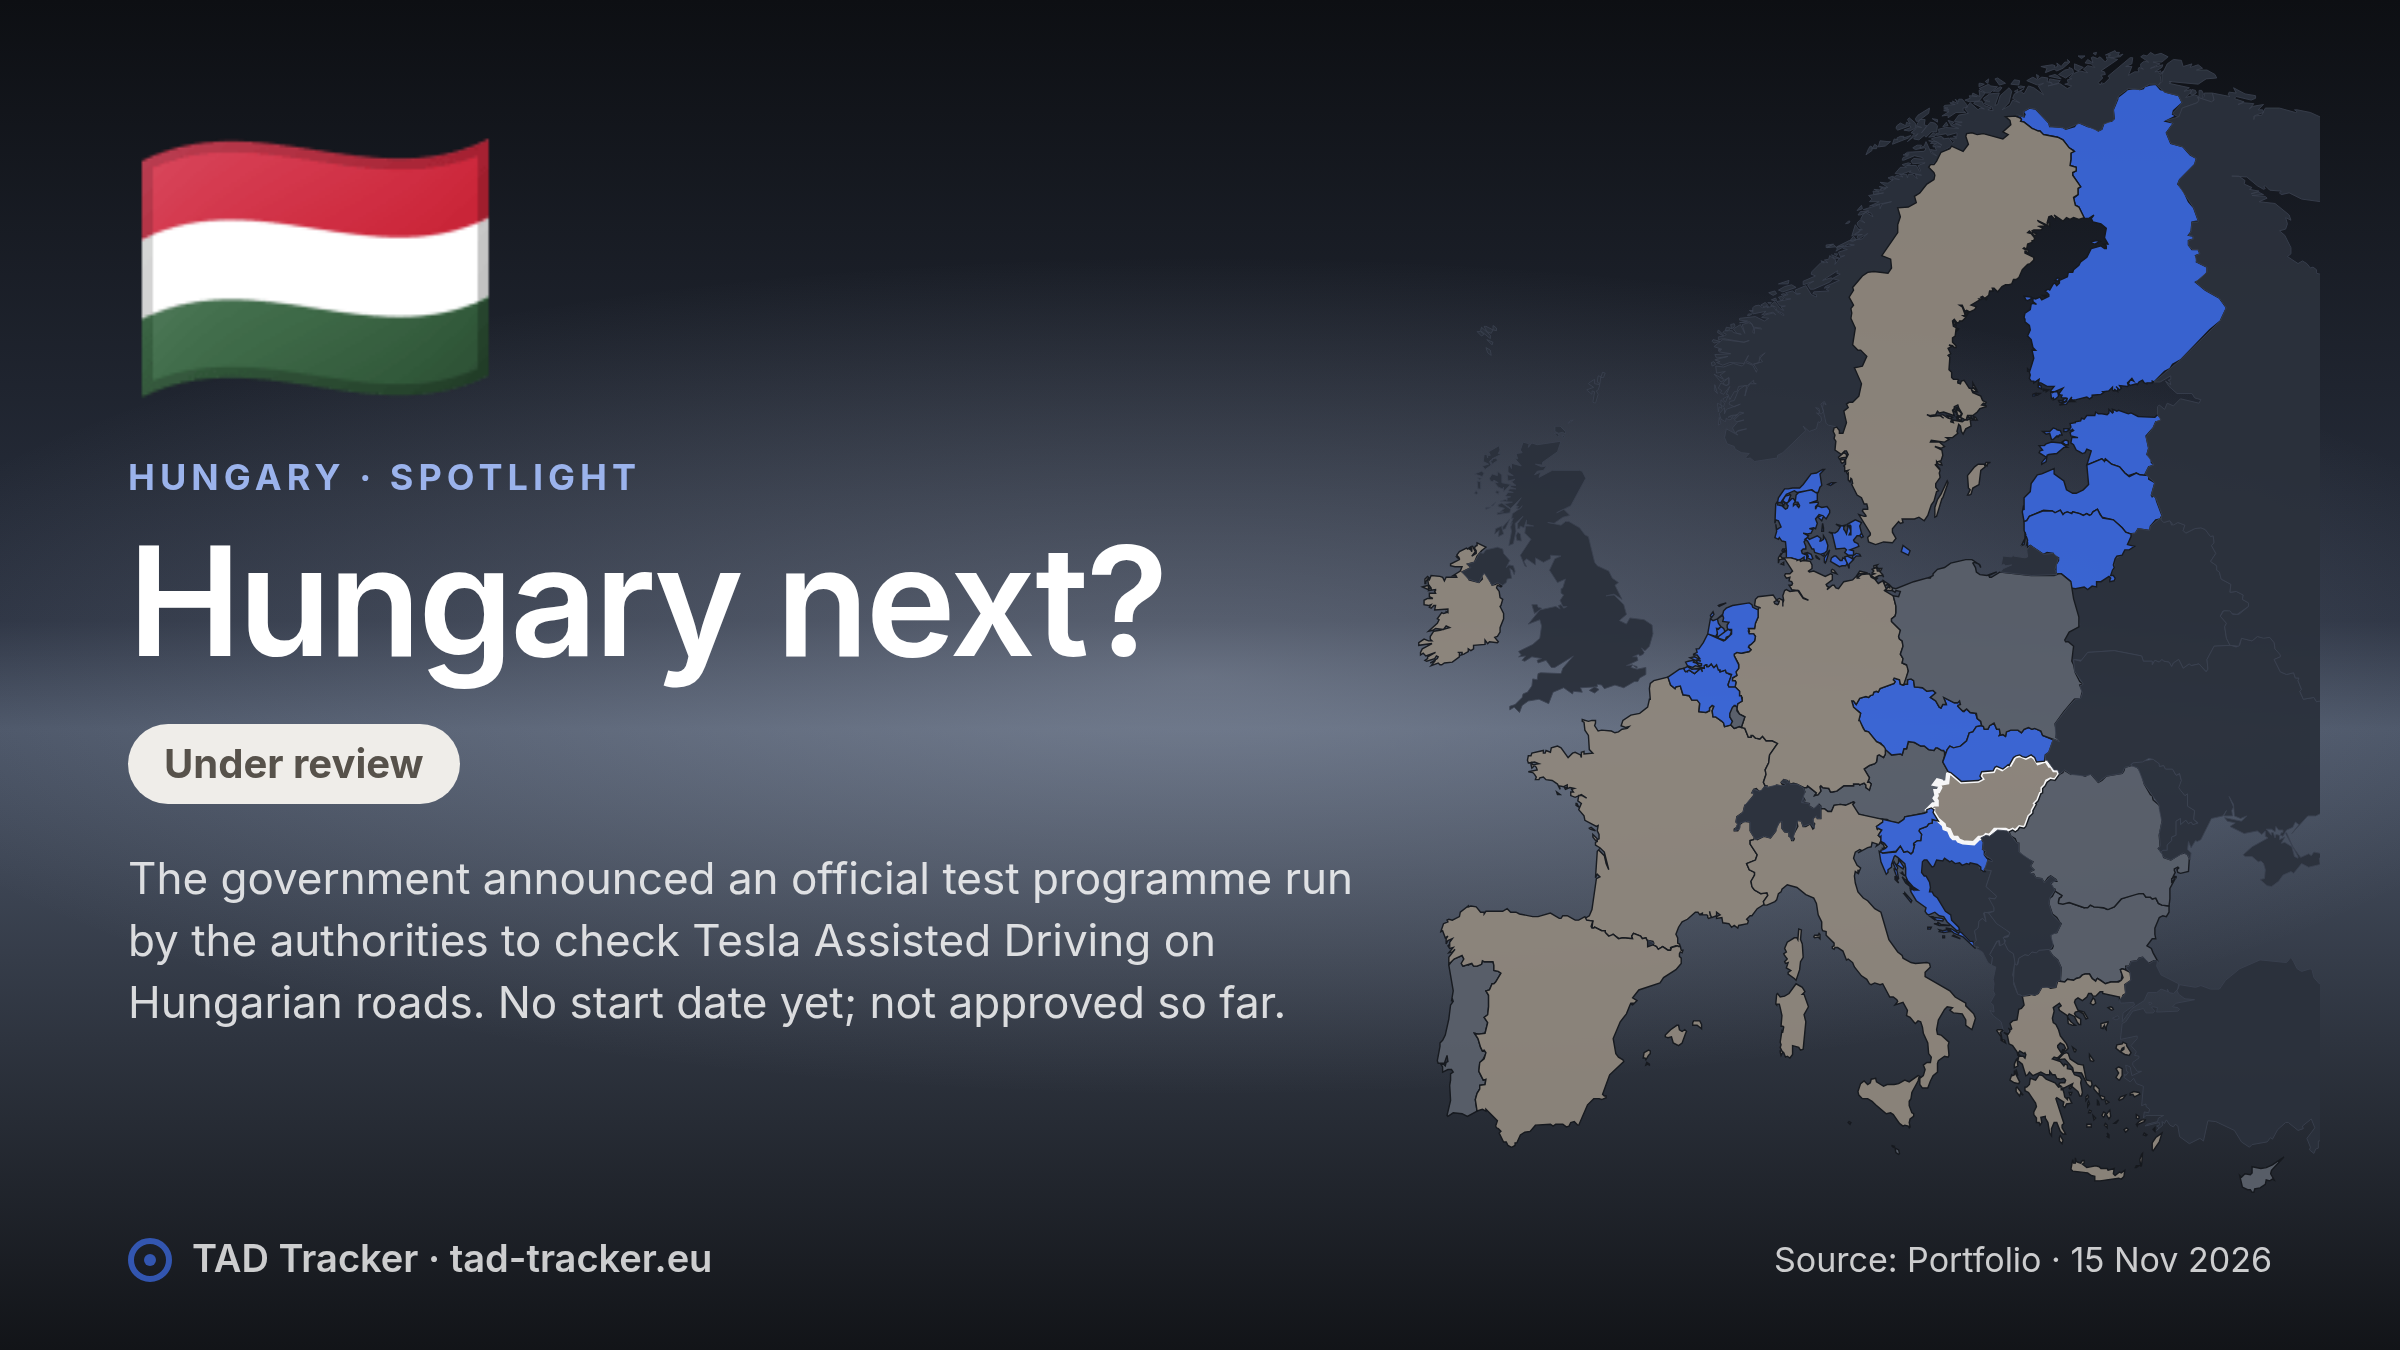 HUNGARY · SPOTLIGHT
Hungary next?
Under review
The government announced an official test programme run
by the authorities to check Tesla Assisted Driving on
Hungarian roads. No start date yet; not approved so far.
TAD Tracker · tad-tracker.eu
Source: Portfolio · 15 Nov 2026